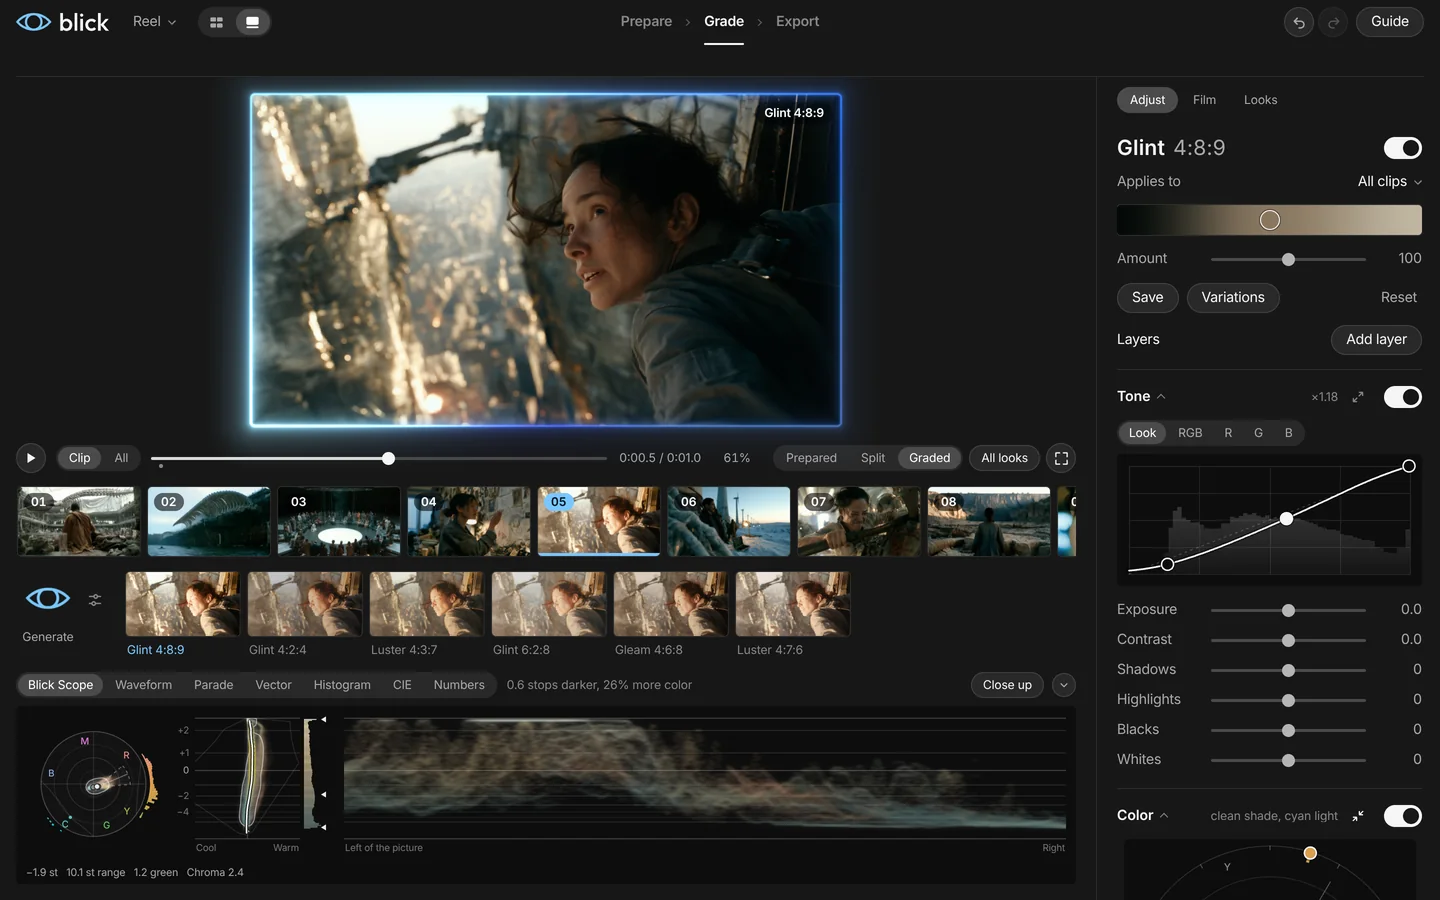 blick
Reel
Prepare
Grade
Export
Guide
Glint 4:8:9
Adjust
Film
Looks
Glint 4:8:9
Applies to
All clips
Amount
100
Save
Variations
Reset
Layers
Add layer
Tone
×1.18
Look
RGB
R
G
B
Exposure
0.0
Contrast
0.0
Shadows
0
Highlights
0
Blacks
0
Whites
0
Color
clean shade, cyan light
Y
Clip
All
0:00.5 / 0:01.0
61%
Prepared
Split
Graded
All looks
01
02
03
04
05
06
07
08
Generate
Glint 4:8:9
Glint 4:2:4
Luster 4:3:7
Glint 6:2:8
Gleam 4:6:8
Luster 4:7:6
Blick Scope
Waveform
Parade
Vector
Histogram
CIE
Numbers
0.6 stops darker, 26% more color
Close up
M
R
B
Y
C
G
+2
+1
0
−2
−4
Cool
Warm
Left of the picture
Right
−1.9 st
10.1 st range
1.2 green
Chroma 2.4